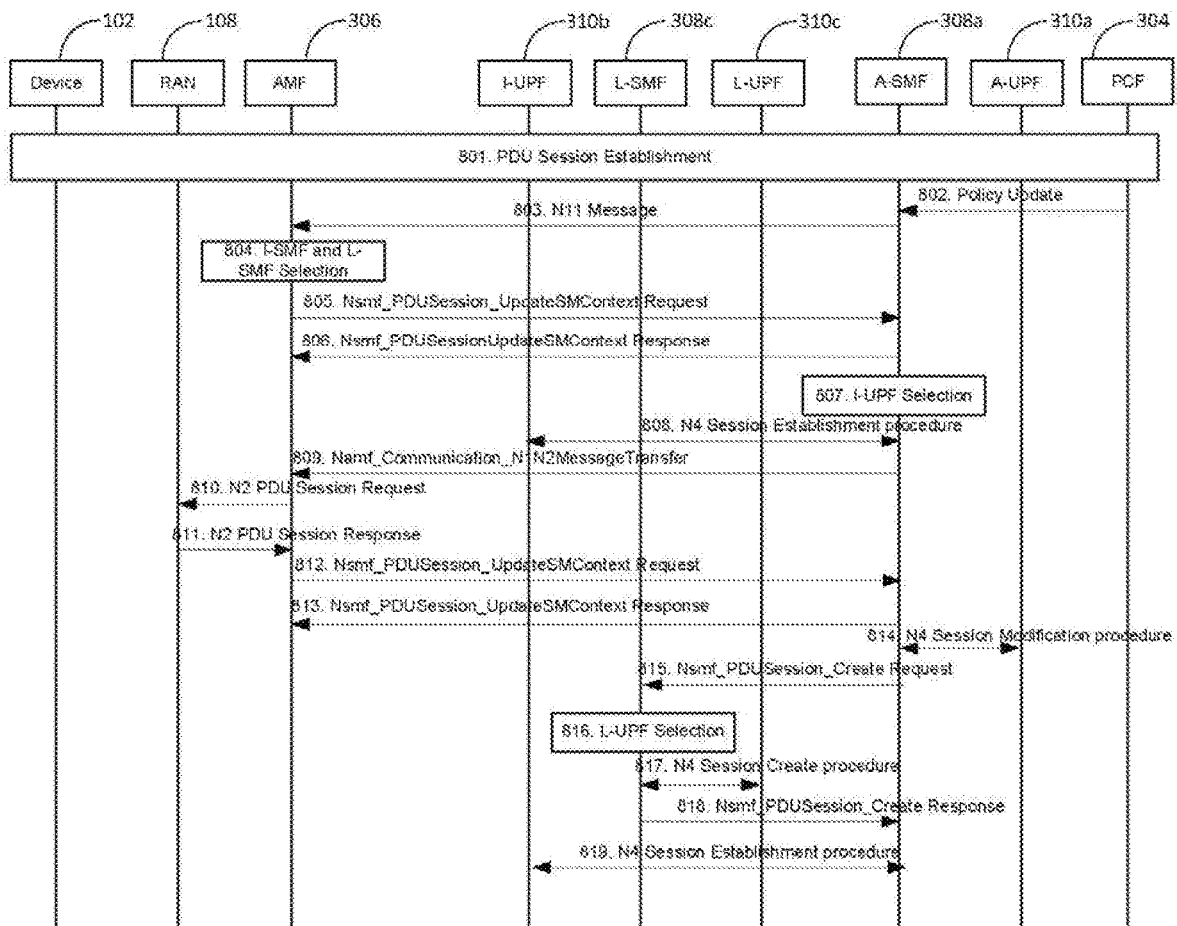 102
108
306
310b
308c
310c
308a
310a
304
Device
RAN
AMF
I-UPF
L-SMF
L-UPF
A-SMF
A-UPF
PCF
801. PDU Session Establishment
802. Policy Update
803. N11 Message
804. I-SMF and L-
SMF Selection
805. Nsmf_PDUSession_UpdateSMContext Request
806. Nsmf_PDUSessionUpdateSMContext Response
807. I-UPF Selection
808. N4 Session Establishment procedure
809. Namf_Communication_N1N2MessageTransfer
810. N2 PDU Session Request
811. N2 PDU Session Response
812. Nsmf_PDUSession_UpdateSMContext Request
813. Nsmf_PDUSession_UpdateSMContext Response
814. N4 Session Modification procedure
815. Nsmf_PDUSession_Create Request
816. L-UPF Selection
817. N4 Session Create procedure
818. Nsmf_PDUSession_Create Response
819. N4 Session Establishment procedure